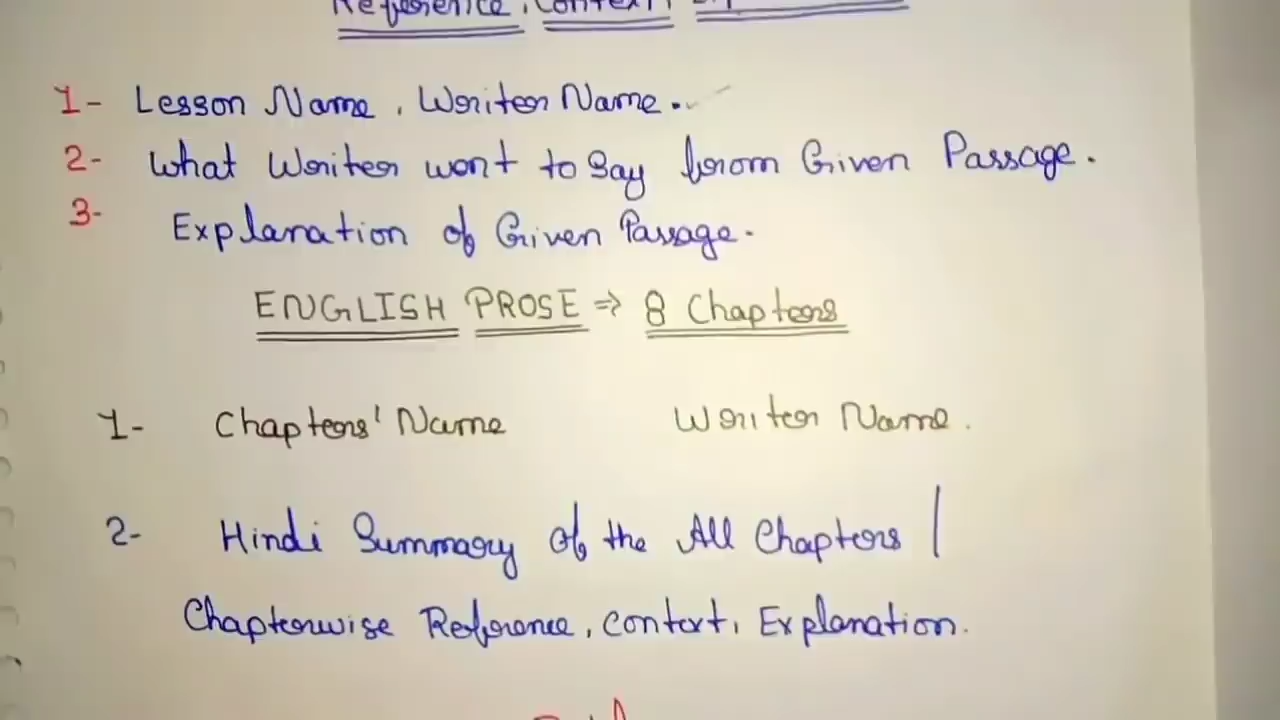 Reference, Context,
1- Lesson Name, Writer Name.
2- What Writer want to Say from Given Passage.
3- Explanation of Given Passage.
ENGLISH PROSE ⇒ 8 Chapters
1- Chapters' Name Writer Name.
2- Hindi Summary of the All Chapters |
Chapterwise Reference, Context, Explanation.